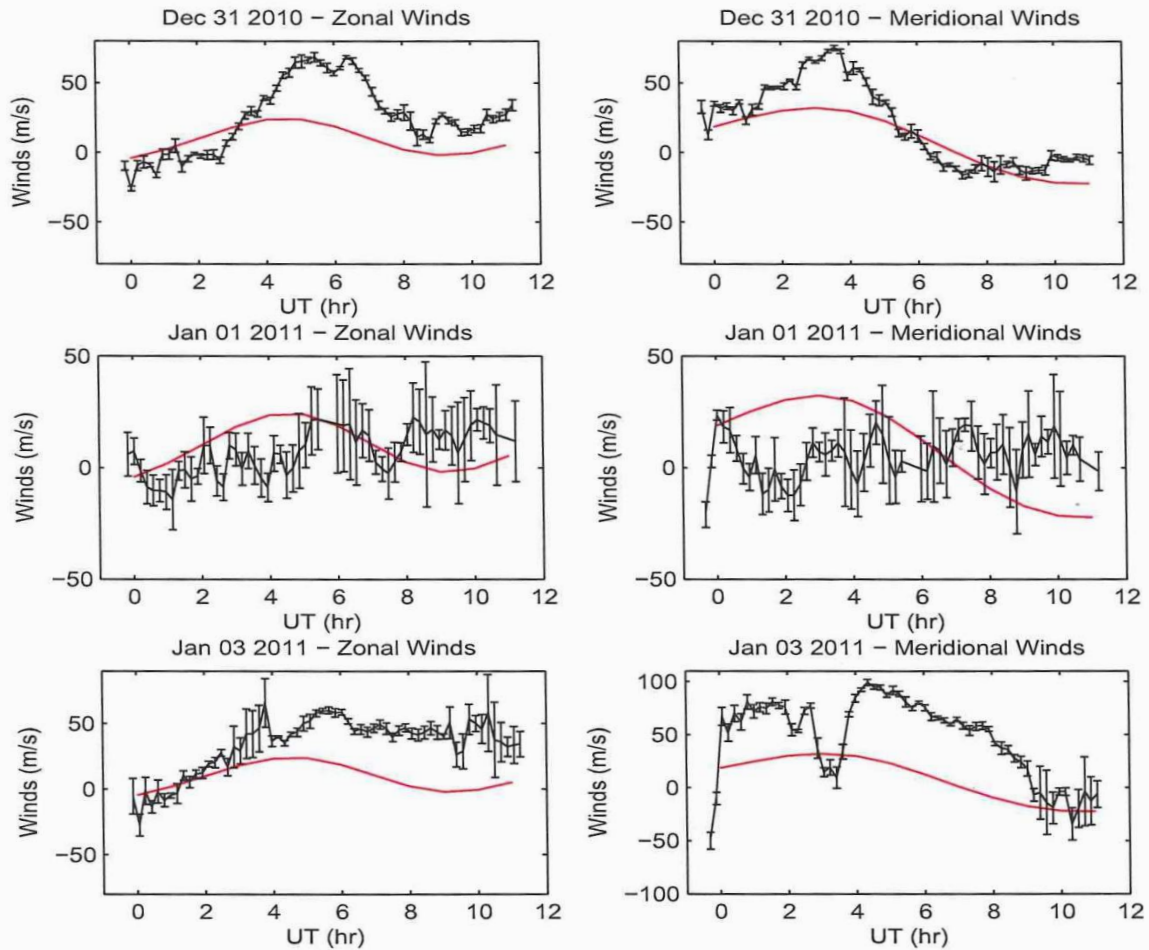 Dec 31 2010 − Zonal Winds
Dec 31 2010 − Meridional Winds
Winds (m/s)
50
0
−50
0 2 4 6 8 10 12
UT (hr)
Winds (m/s)
50
0
−50
0 2 4 6 8 10 12
UT (hr)
Jan 01 2011 − Zonal Winds
Jan 01 2011 − Meridional Winds
Winds (m/s)
50
0
−50
0 2 4 6 8 10 12
UT (hr)
Winds (m/s)
50
0
−50
0 2 4 6 8 10 12
UT (hr)
Jan 03 2011 − Zonal Winds
Jan 03 2011 − Meridional Winds
Winds (m/s)
50
0
−50
0 2 4 6 8 10 12
UT (hr)
Winds (m/s)
100
50
0
−50
−100
0 2 4 6 8 10 12
UT (hr)